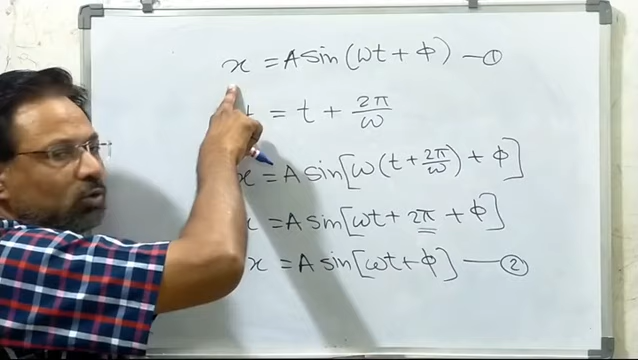 x = A sin (ωt + φ) — ①
t = t + 2π/ω
x = A sin [ω(t + 2π/ω) + φ]
x = A sin [ωt + 2π + φ]
x = A sin [ωt + φ] — ②